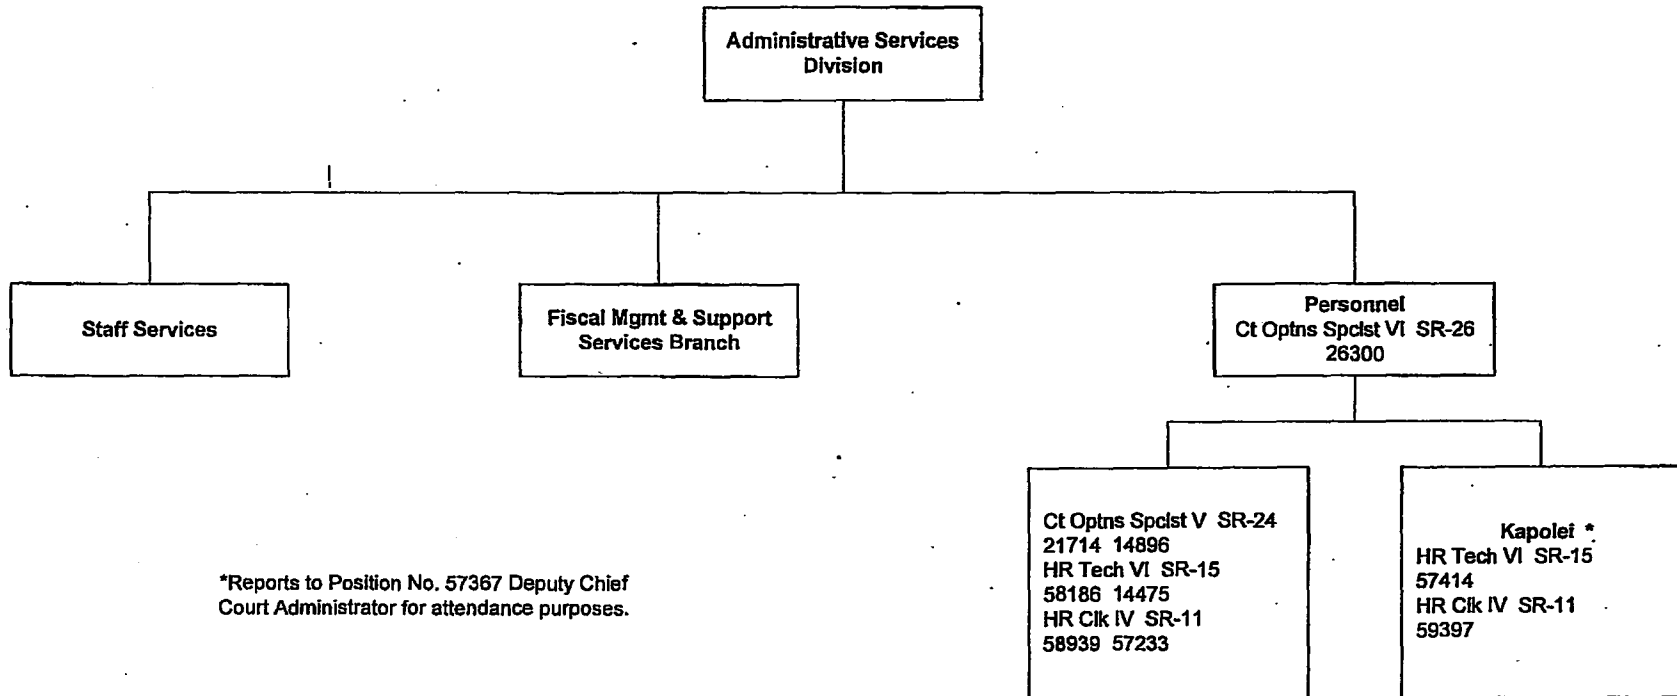 Administrative Services
Division
Staff Services
Fiscal Mgmt & Support
Services Branch
Personnel
Ct Optns Spclst VI SR-26
26300
Ct Optns Spclst V SR-24
21714 14896
HR Tech VI SR-15
58186 14475
HR Clk IV SR-11
58939 57233
Kapolei *
HR Tech VI SR-15
57414
HR Clk IV SR-11
59397
*Reports to Position No. 57367 Deputy Chief
Court Administrator for attendance purposes.